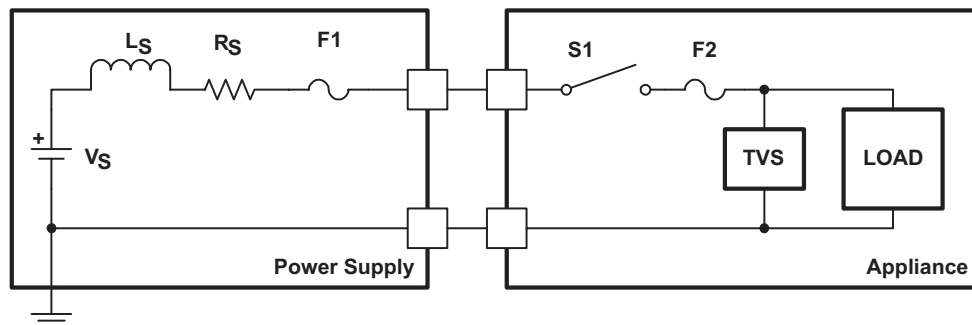 LS
RS
F1
S1
F2
+
VS
TVS
LOAD
Power Supply
Appliance